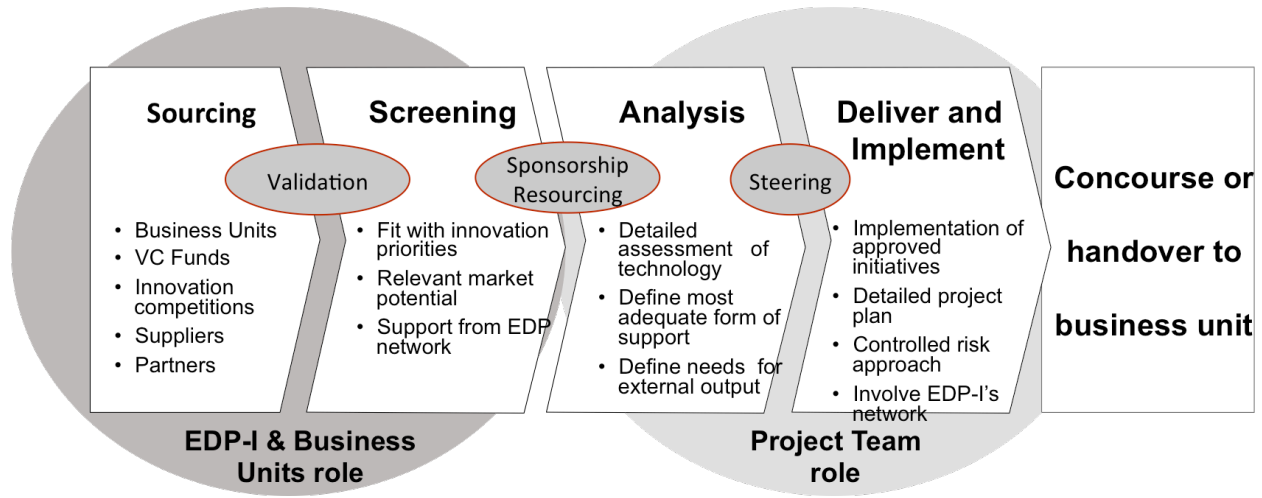 Sourcing
Validation
• Business Units
• VC Funds
• Innovation
competitions
• Suppliers
• Partners
Screening
Sponsorship
Resourcing
• Fit with innovation
priorities
• Relevant market
potential
• Support from EDP
network
Analysis
Steering
• Detailed
assessment of
technology
• Define most
adequate form of
support
• Define needs for
external output
Deliver and
Implement
• Implementation of
approved
initiatives
• Detailed project
plan
• Controlled risk
approach
• Involve EDP-I's
network
Concourse or
handover to
business unit
EDP-I & Business
Units role
Project Team
role